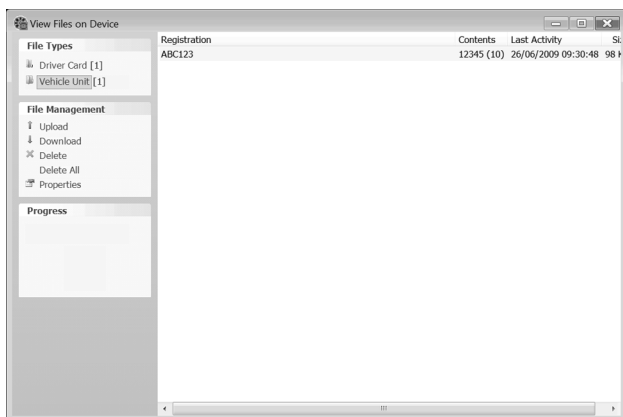 View Files on Device
File Types
Driver Card [1]
Vehicle Unit [1]
File Management
Upload
Download
Delete
Delete All
Properties
Progress
Registration Contents Last Activity
ABC123 12345 (10) 26/06/2009 09:30:48 98